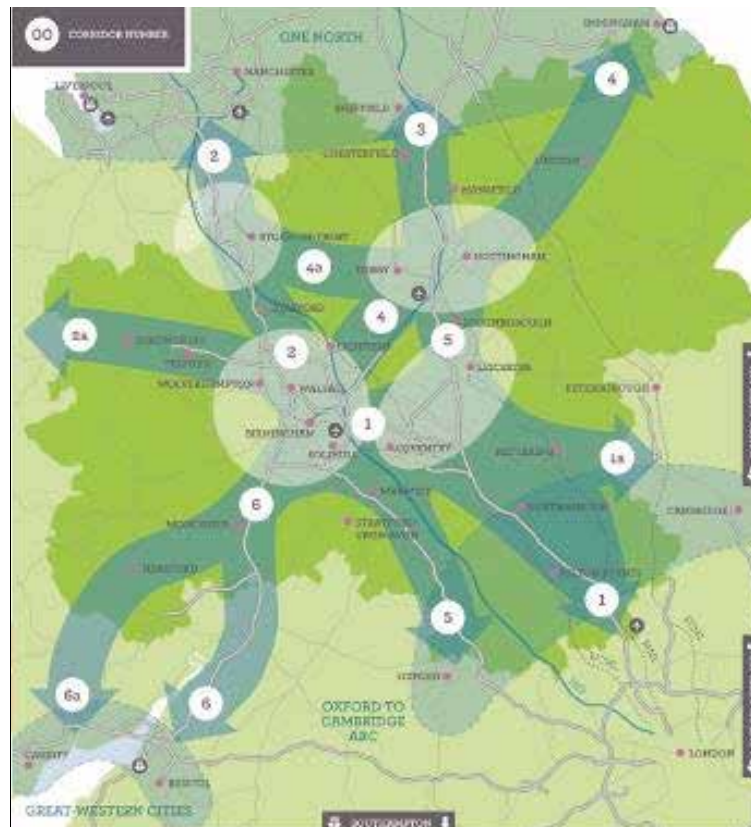 00 CORRIDOR NUMBER
ONE NORTH
IMMINGHAM
MANCHESTER
LIVERPOOL
4
SHEFFIELD
3
2
CHESTERFIELD
LINCOLN
MANSFIELD
STOKE-ON-TRENT
NOTTINGHAM
4a
DERBY
STAFFORD
4
LOUGHBOROUGH
2a
SHREWSBURY
5
TELFORD
2
LICHFIELD
LEICESTER
WOLVERHAMPTON
WALSALL
PETERBOROUGH
1
BIRMINGHAM
COVENTRY
SOLIHULL
KETTERING
1a
WARWICK
6
NORTHAMPTON
CAMBRIDGE
WORCESTER
STRATFORD-
UPON-AVON
HEREFORD
MILTON KEYNES
1
5
OXFORD
6a
6
OXFORD TO
CAMBRIDGE
ARC
CARDIFF
LONDON
BRISTOL
GREAT-WESTERN CITIES
SOUTHAMPTON